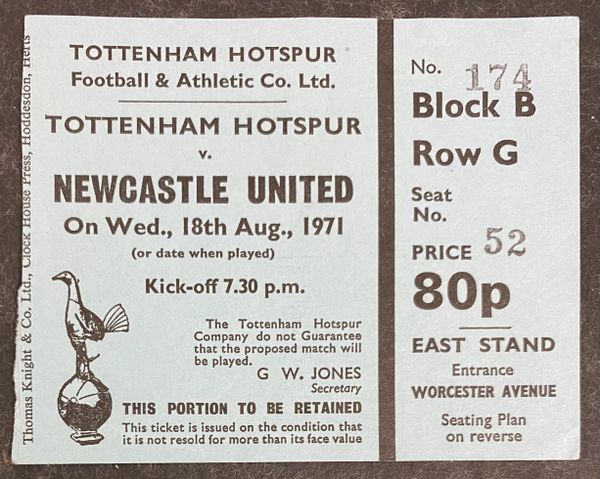 TOTTENHAM HOTSPUR
Football & Athletic Co. Ltd.
TOTTENHAM HOTSPUR
v.
NEWCASTLE UNITED
On Wed., 18th Aug., 1971
(or date when played)
Kick-off 7.30 p.m.
The Tottenham Hotspur
Company do not Guarantee
that the proposed match will
be played.
G. W. JONES
Secretary
THIS PORTION TO BE RETAINED
This ticket is issued on the condition that
it is not resold for more than its face value
Thomas Knight & Co. Ltd., Clock House Press, Hoddesdon, Herts
No. 174
Block B
Row G
Seat
No. 52
PRICE
80p
EAST STAND
Entrance
WORCESTER AVENUE
Seating Plan
on reverse